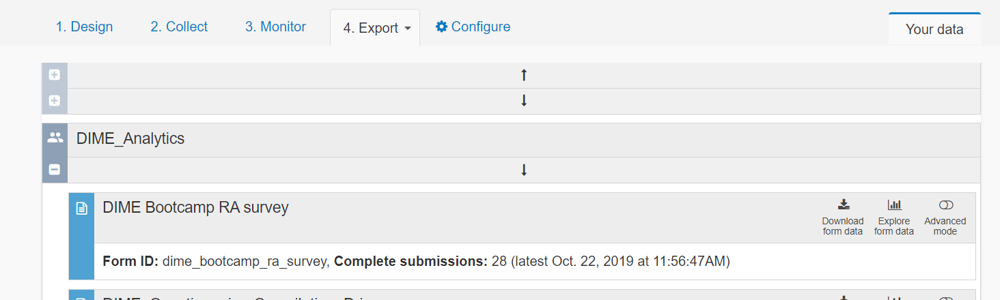 1. Design 2. Collect 3. Monitor 4. Export Configure Your data
DIME_Analytics
DIME Bootcamp RA survey
Download form data
Explore form data
Advanced mode
Form ID: dime_bootcamp_ra_survey, Complete submissions: 28 (latest Oct. 22, 2019 at 11:56:47AM)